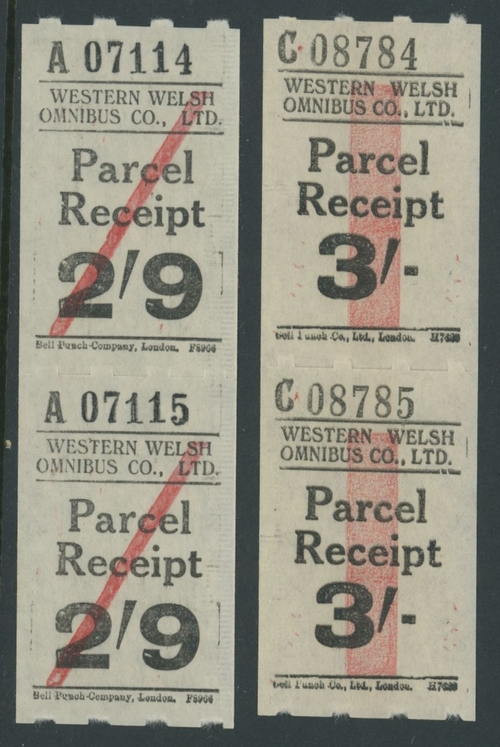 A 07114
WESTERN WELSH
OMNIBUS CO., LTD.
Parcel
Receipt
2/9
Bell Punch Company, London. F8966
A 07115
WESTERN WELSH
OMNIBUS CO., LTD.
Parcel
Receipt
2/9
Bell Punch Company, London. F8966
C 08784
WESTERN WELSH
OMNIBUS CO., LTD.
Parcel
Receipt
3/-
Bell Punch Co., Ltd., London.
C 08785
WESTERN WELSH
OMNIBUS CO., LTD.
Parcel
Receipt
3/-
Bell Punch Co., Ltd., London.